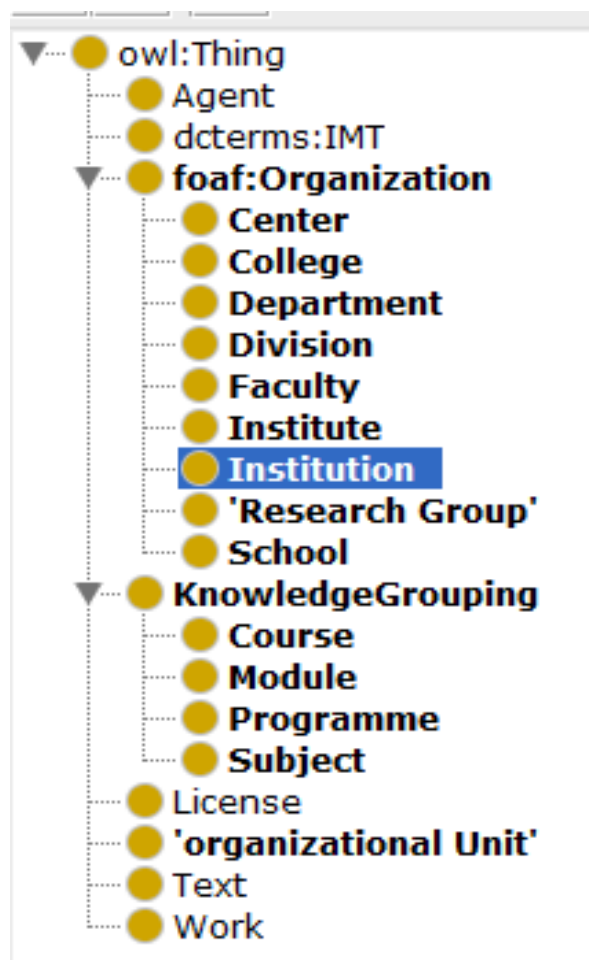 owl:Thing
Agent
dcterms:IMT
foaf:Organization
Center
College
Department
Division
Faculty
Institute
Institution
'Research Group'
School
KnowledgeGrouping
Course
Module
Programme
Subject
License
'organizational Unit'
Text
Work